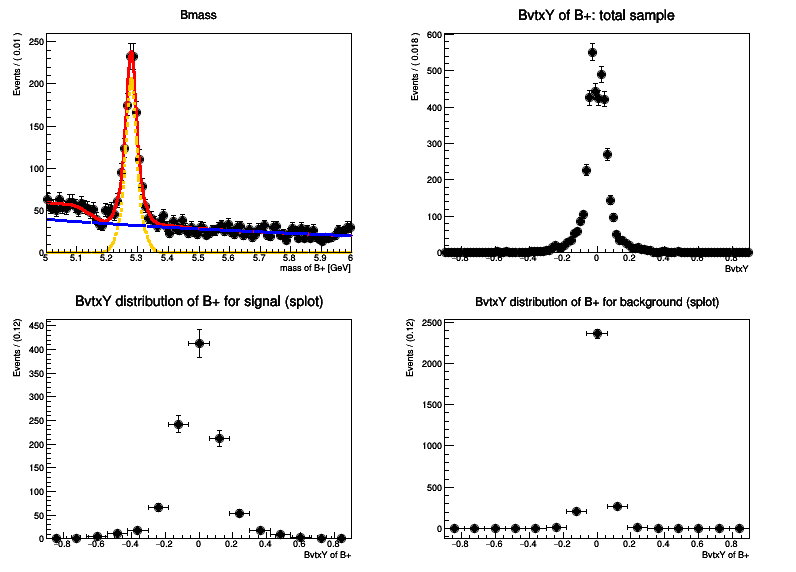 Bmass
Events / ( 0.01 )
250
200
150
100
50
0
5 5.1 5.2 5.3 5.4 5.5 5.6 5.7 5.8 5.9 6
mass of B+ [GeV]
BvtxY of B+: total sample
Events / ( 0.018 )
600
500
400
300
200
100
0
−0.8 −0.6 −0.4 −0.2 0 0.2 0.4 0.6 0.8
BvtxY
BvtxY distribution of B+ for signal (splot)
Events / (0.12)
450
400
350
300
250
200
150
100
50
0
−0.8 −0.6 −0.4 −0.2 0 0.2 0.4 0.6 0.8
BvtxY of B+
BvtxY distribution of B+ for background (splot)
Events / (0.12)
2500
2000
1500
1000
500
0
−0.8 −0.6 −0.4 −0.2 0 0.2 0.4 0.6 0.8
BvtxY of B+